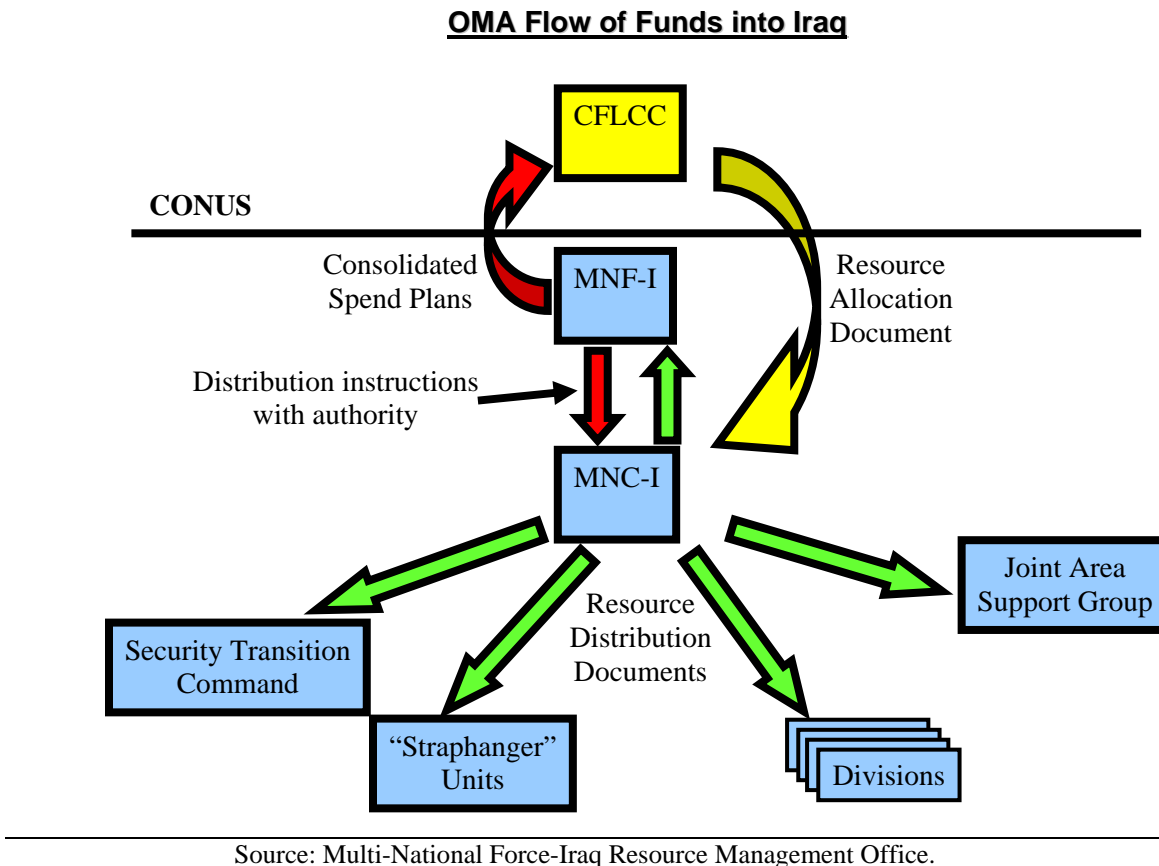 OMA Flow of Funds into Iraq
CFLCC
CONUS
Consolidated
Spend Plans
MNF-I
Resource
Allocation
Document
Distribution instructions
with authority
MNC-I
Joint Area
Support Group
Resource
Distribution
Documents
Security Transition
Command
“Straphanger”
Units
Divisions
Source: Multi-National Force-Iraq Resource Management Office.